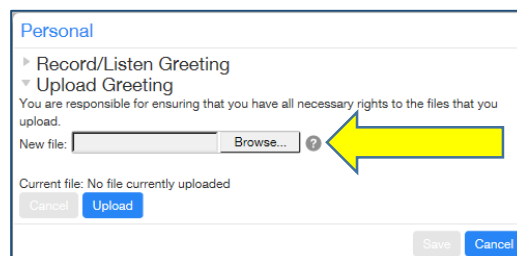 Personal
Record/Listen Greeting
Upload Greeting
You are responsible for ensuring that you have all necessary rights to the files that you
upload.
New file: Browse... ?
Current file: No file currently uploaded
Cancel Upload
Save Cancel